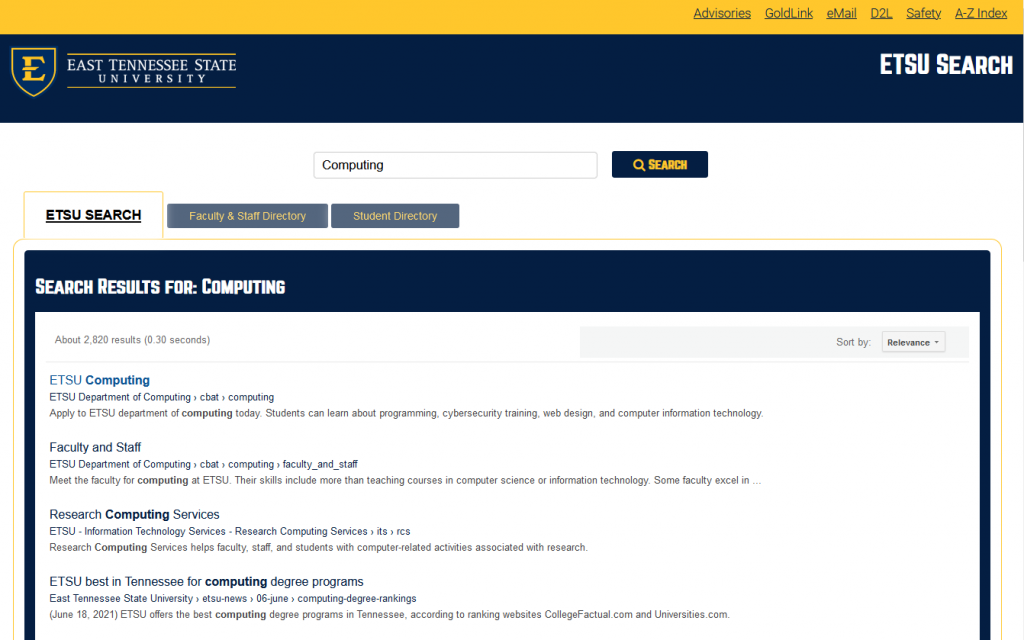 Advisories GoldLink eMail D2L Safety A-Z Index
E
EAST TENNESSEE STATE
UNIVERSITY
ETSU SEARCH
Computing
SEARCH
ETSU SEARCH
Faculty & Staff Directory
Student Directory
SEARCH RESULTS FOR: COMPUTING
About 2,820 results (0.30 seconds)
Sort by: Relevance
ETSU Computing
ETSU Department of Computing › cbat › computing
Apply to ETSU department of computing today. Students can learn about programming, cybersecurity training, web design, and computer information technology.
Faculty and Staff
ETSU Department of Computing › cbat › computing › faculty_and_staff
Meet the faculty for computing at ETSU. Their skills include more than teaching courses in computer science or information technology. Some faculty excel in ...
Research Computing Services
ETSU - Information Technology Services - Research Computing Services › its › rcs
Research Computing Services helps faculty, staff, and students with computer-related activities associated with research.
ETSU best in Tennessee for computing degree programs
East Tennessee State University › etsu-news › 06-june › computing-degree-rankings
(June 18, 2021) ETSU offers the best computing degree programs in Tennessee, according to ranking websites CollegeFactual.com and Universities.com.